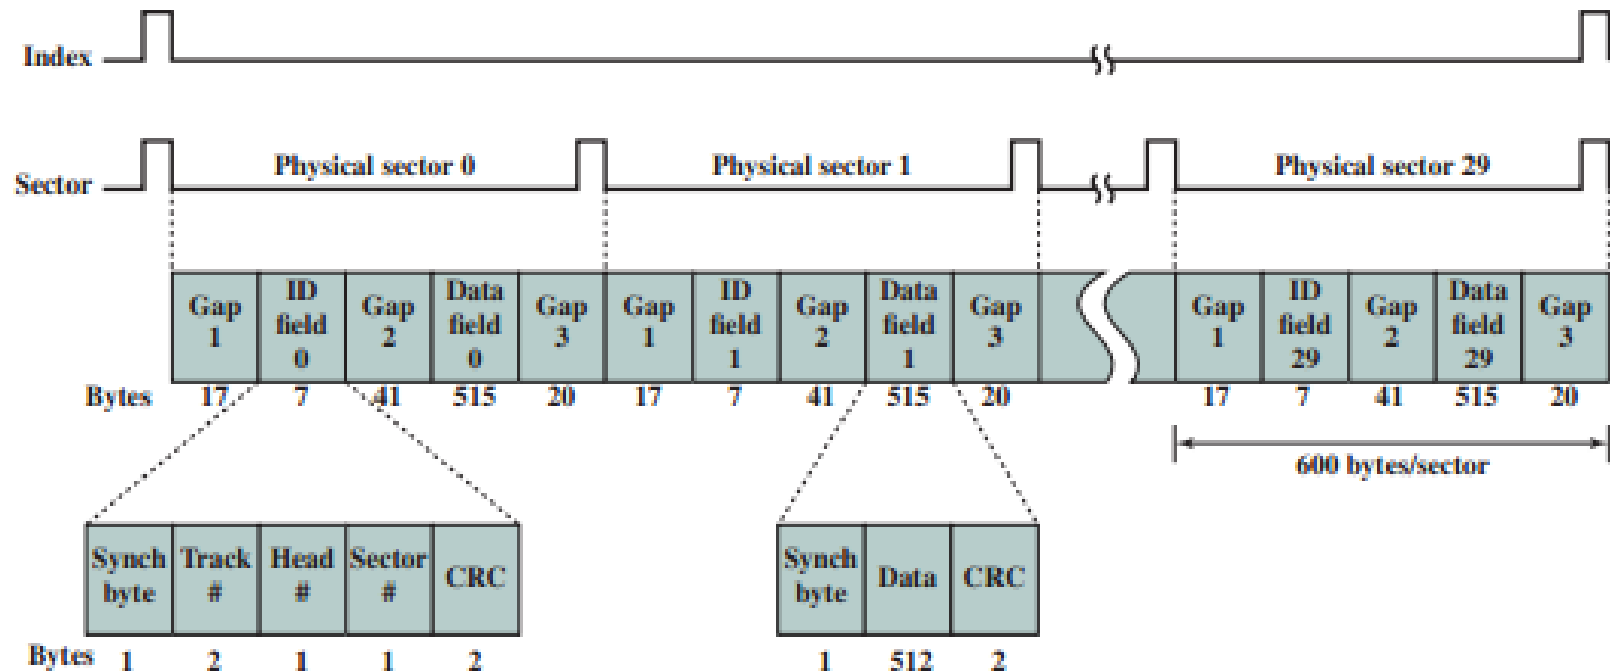 Index
Sector
Physical sector 0
Physical sector 1
Physical sector 29
Gap 1
ID field 0
Gap 2
Data field 0
Gap 3
Gap 1
ID field 1
Gap 2
Data field 1
Gap 3
Gap 1
ID field 29
Gap 2
Data field 29
Gap 3
Bytes 17 7 41 515 20 17 7 41 515 20 17 7 41 515 20
600 bytes/sector
Synch byte
Track #
Head #
Sector #
CRC
Synch byte
Data
CRC
Bytes 1 2 1 1 2 1 512 2